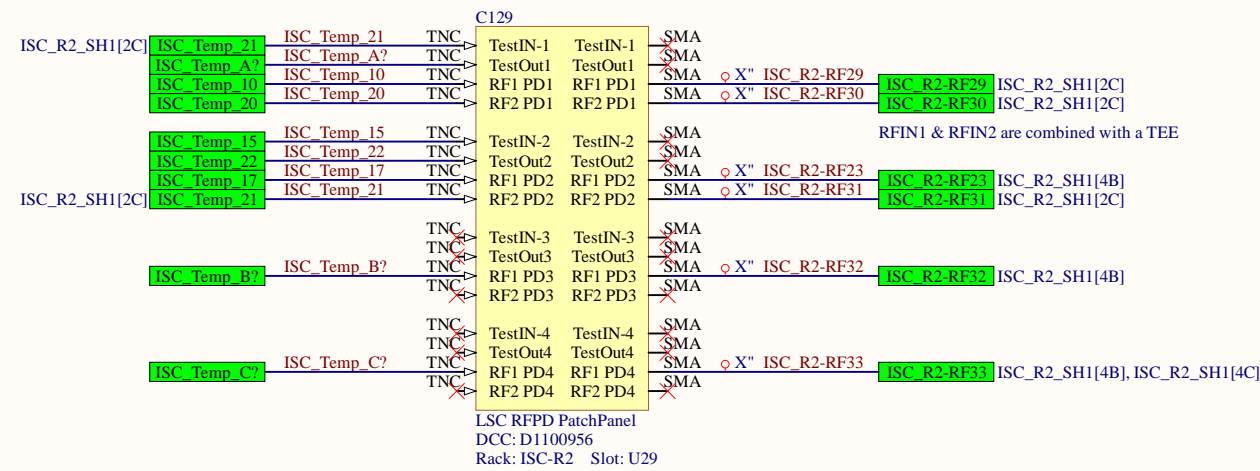 C129
ISC_R2_SH1[2C] ISC_Temp_21 ISC_Temp_21 TNC TestIN-1 TestIN-1 SMA
ISC_Temp_A? ISC_Temp_A? TNC TestOut1 TestOut1 SMA
ISC_Temp_10 ISC_Temp_10 TNC RF1 PD1 RF1 PD1 SMA X" ISC_R2-RF29 ISC_R2-RF29 ISC_R2_SH1[2C]
ISC_Temp_20 ISC_Temp_20 TNC RF2 PD1 RF2 PD1 SMA X" ISC_R2-RF30 ISC_R2-RF30 ISC_R2_SH1[2C]
RFIN1 & RFIN2 are combined with a TEE
ISC_Temp_15 ISC_Temp_15 TNC TestIN-2 TestIN-2 SMA
ISC_Temp_22 ISC_Temp_22 TNC TestOut2 TestOut2 SMA
ISC_Temp_17 ISC_Temp_17 TNC RF1 PD2 RF1 PD2 SMA X" ISC_R2-RF23 ISC_R2-RF23 ISC_R2_SH1[4B]
ISC_R2_SH1[2C] ISC_Temp_21 ISC_Temp_21 TNC RF2 PD2 RF2 PD2 SMA X" ISC_R2-RF31 ISC_R2-RF31 ISC_R2_SH1[2C]
TNC TestIN-3 TestIN-3 SMA
TNC TestOut3 TestOut3 SMA
ISC_Temp_B? ISC_Temp_B? TNC RF1 PD3 RF1 PD3 SMA X" ISC_R2-RF32 ISC_R2-RF32 ISC_R2_SH1[4B]
TNC RF2 PD3 RF2 PD3 SMA
TNC TestIN-4 TestIN-4 SMA
TNC TestOut4 TestOut4 SMA
ISC_Temp_C? ISC_Temp_C? TNC RF1 PD4 RF1 PD4 SMA X" ISC_R2-RF33 ISC_R2-RF33 ISC_R2_SH1[4B], ISC_R2_SH1[4C]
TNC RF2 PD4 RF2 PD4 SMA
LSC RFPD PatchPanel
DCC: D1100956
Rack: ISC-R2 Slot: U29